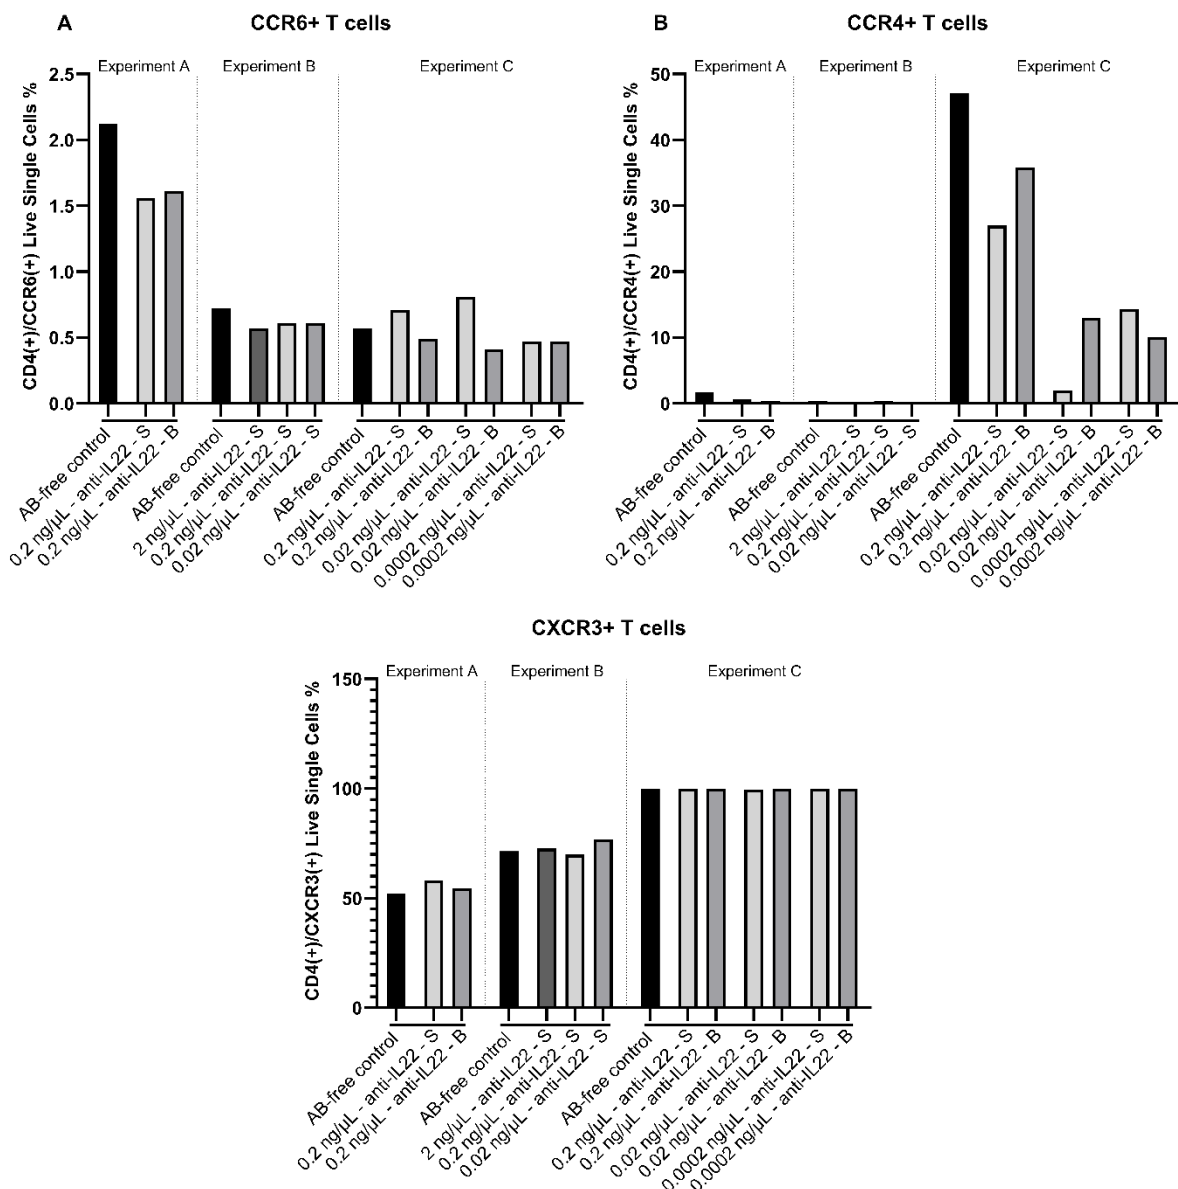 A
CCR6+ T cells
Experiment A
Experiment B
Experiment C
CD4(+)/CCR6(+) Live Single Cells %
2.5
2.0
1.5
1.0
0.5
0.0
AB-free control
0.2 ng/µL - anti-IL22 - S
0.2 ng/µL - anti-IL22 - B
AB-free control
2 ng/µL - anti-IL22 - S
0.2 ng/µL - anti-IL22 - S
0.02 ng/µL - anti-IL22 - S
AB-free control
0.2 ng/µL - anti-IL22 - S
0.2 ng/µL - anti-IL22 - B
0.02 ng/µL - anti-IL22 - S
0.02 ng/µL - anti-IL22 - B
0.0002 ng/µL - anti-IL22 - S
0.0002 ng/µL - anti-IL22 - B
B
CCR4+ T cells
Experiment A
Experiment B
Experiment C
CD4(+)/CCR4(+) Live Single Cells %
50
40
30
20
10
0
AB-free control
0.2 ng/µL - anti-IL22 - S
0.2 ng/µL - anti-IL22 - B
AB-free control
2 ng/µL - anti-IL22 - S
0.2 ng/µL - anti-IL22 - S
0.02 ng/µL - anti-IL22 - S
AB-free control
0.2 ng/µL - anti-IL22 - S
0.2 ng/µL - anti-IL22 - B
0.02 ng/µL - anti-IL22 - S
0.02 ng/µL - anti-IL22 - B
0.0002 ng/µL - anti-IL22 - S
0.0002 ng/µL - anti-IL22 - B
CXCR3+ T cells
Experiment A
Experiment B
Experiment C
CD4(+)/CXCR3(+) Live Single Cells %
150
100
50
0
AB-free control
0.2 ng/µL - anti-IL22 - S
0.2 ng/µL - anti-IL22 - B
AB-free control
2 ng/µL - anti-IL22 - S
0.2 ng/µL - anti-IL22 - S
0.02 ng/µL - anti-IL22 - S
AB-free control
0.2 ng/µL - anti-IL22 - S
0.2 ng/µL - anti-IL22 - B
0.02 ng/µL - anti-IL22 - S
0.02 ng/µL - anti-IL22 - B
0.0002 ng/µL - anti-IL22 - S
0.0002 ng/µL - anti-IL22 - B